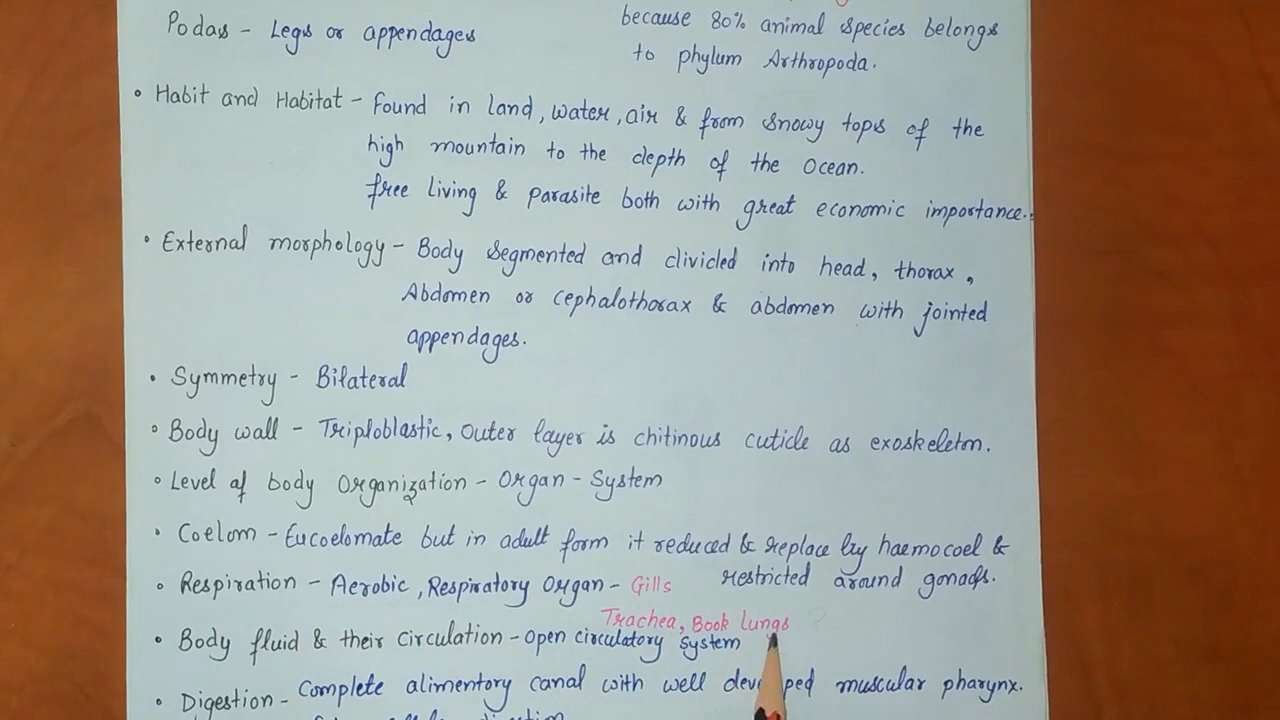 Podas - Legs or appendages
because 80% animal species belongs
to phylum Arthropoda.
• Habit and Habitat - Found in land, water, air & from snowy tops of the
high mountain to the depth of the Ocean.
free living & parasite both with great economic importance.
• External morphology - Body segmented and divided into head, thorax,
Abdomen or cephalothorax & abdomen with jointed
appendages.
• Symmetry - Bilateral
• Body wall - Triploblastic, outer layer is chitinous cuticle as exoskeleton.
• Level of body organization - Organ - System
• Coelom - Eucoelomate but in adult form it reduced & replace by haemocoel &
restricted around gonads.
• Respiration - Aerobic, Respiratory organ - Gills
Trachea, Book lungs
• Body fluid & their circulation - Open circulatory system
• Digestion - Complete alimentory canal with well muscular pharynx.